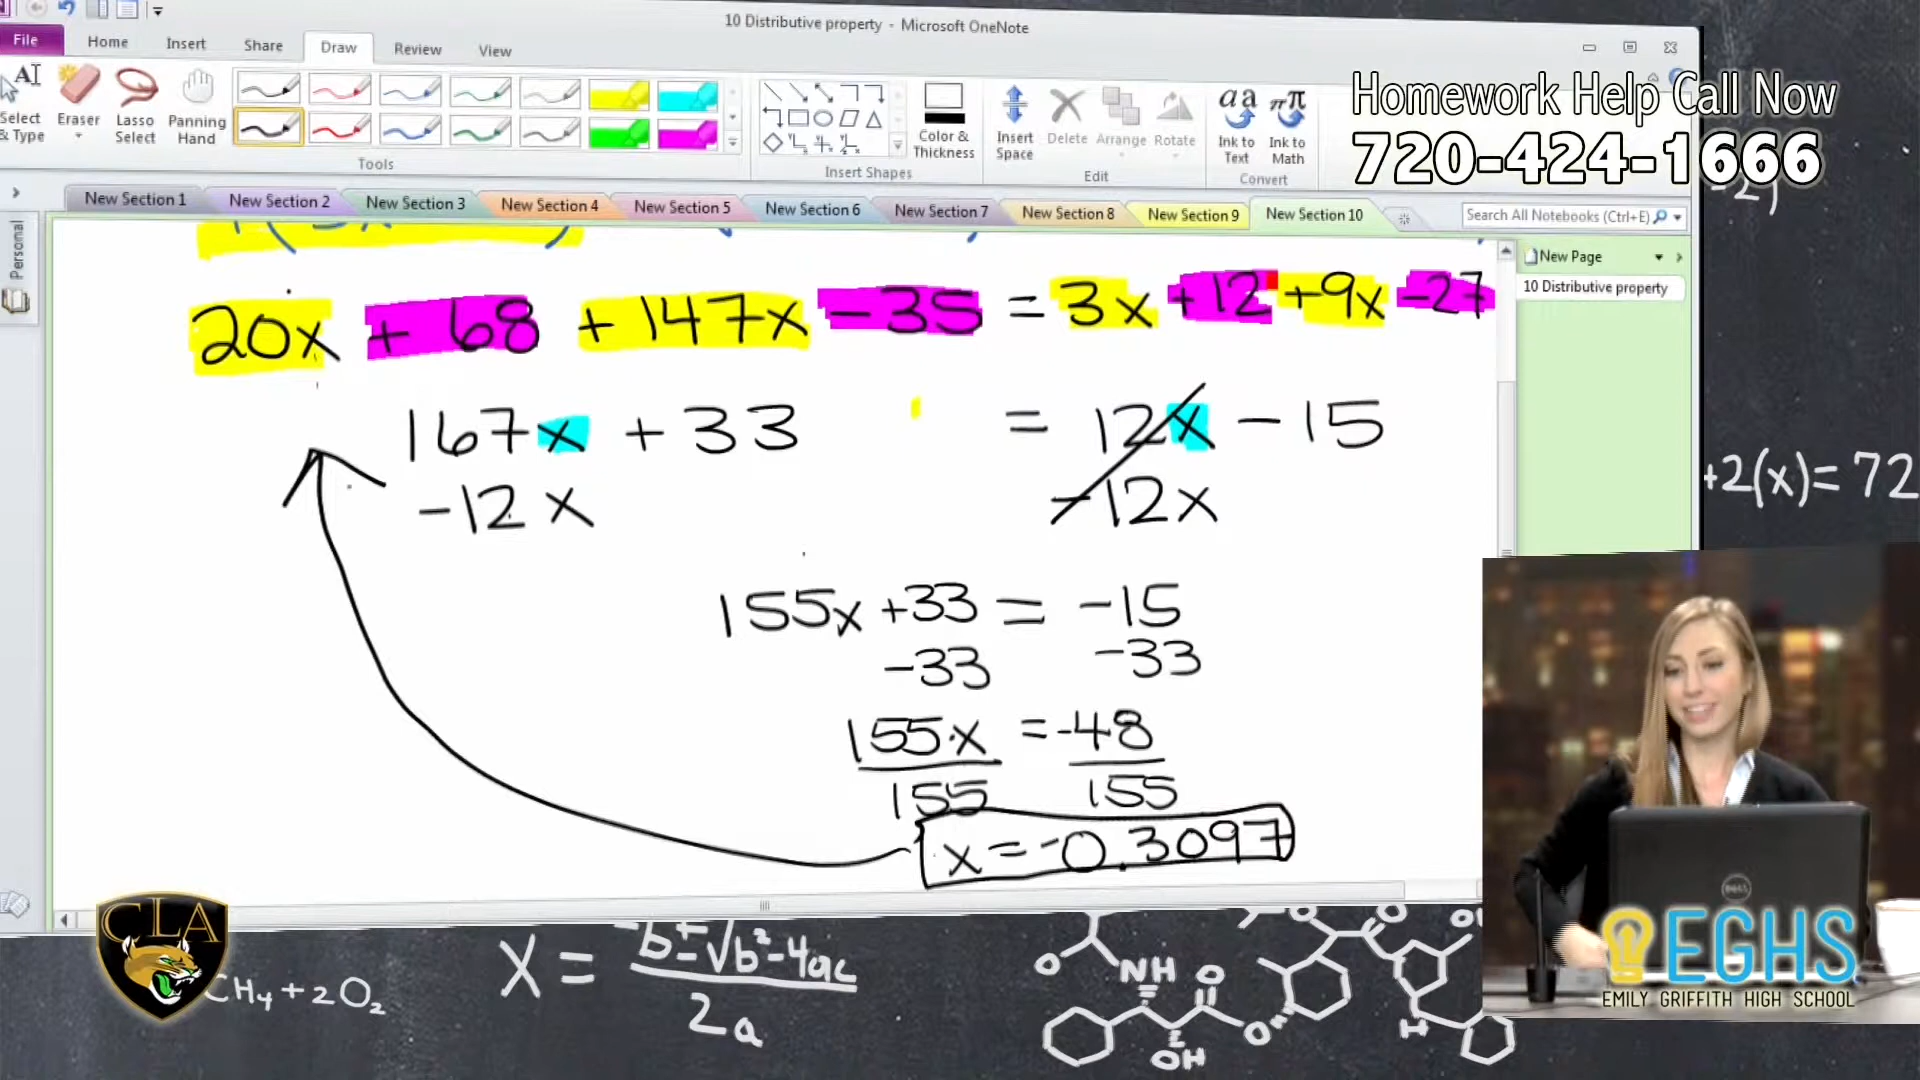 10 Distributive property - Microsoft OneNote
File Home Insert Share Draw Review View
Homework Help Call Now
720-424-1666
Select & Type
Eraser
Lasso Select
Panning Hand
Color & Thickness
Insert Space
Delete
Arrange
Rotate
Ink to Text
Ink to Math
Tools
Insert Shapes
Edit
Convert
New Section 1 New Section 2 New Section 3 New Section 4 New Section 5 New Section 6 New Section 7 New Section 8 New Section 9 New Section 10
Search All Notebooks (Ctrl+E)
Personal
New Page
10 Distributive property
20x + 68 + 147x - 35 = 3x + 12 + 9x - 27
167x + 33 = 12x - 15
-12x -12x
155x + 33 = -15
-33 -33
155x = -48
155 155
x = -0.3097
+2(x) = 72
CLA
CH4 + 2O2
X = -b ± √b² - 4ac
2a
NH
O
O
O
OH
H
DELL
EGHS
EMILY GRIFFITH HIGH SCHOOL